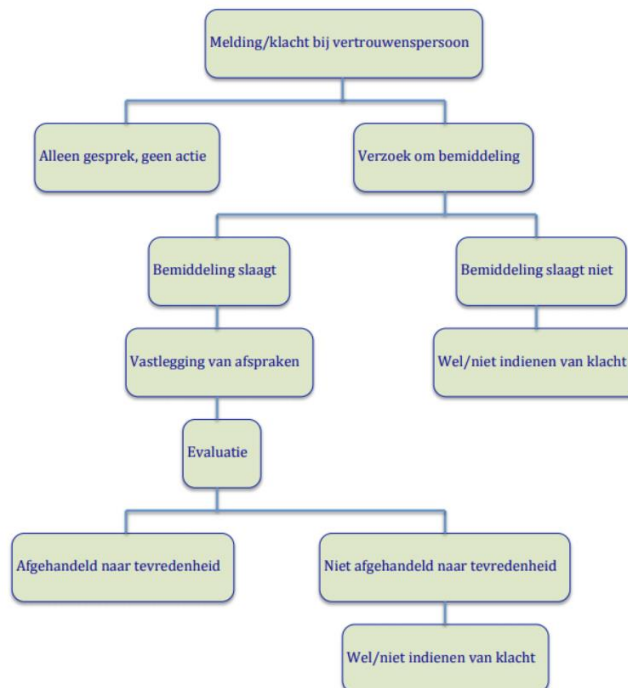 Melding/klacht bij vertrouwenspersoon
Alleen gesprek, geen actie
Verzoek om bemiddeling
Bemiddeling slaagt
Bemiddeling slaagt niet
Vastlegging van afspraken
Wel/niet indienen van klacht
Evaluatie
Afgehandeld naar tevredenheid
Niet afgehandeld naar tevredenheid
Wel/niet indienen van klacht